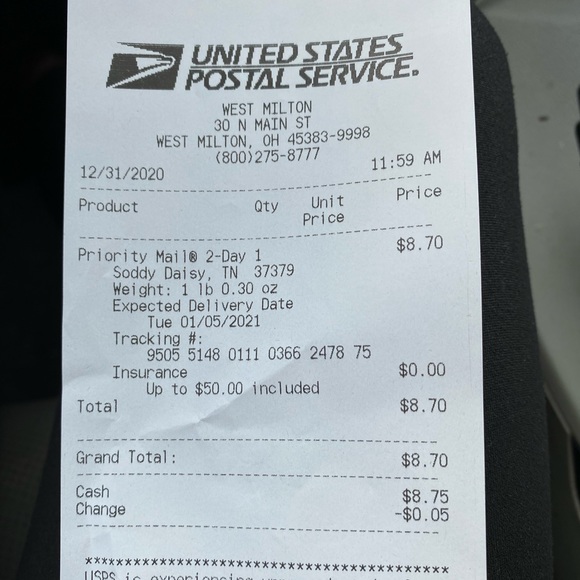 UNITED STATES
POSTAL SERVICE.
WEST MILTON
30 N MAIN ST
WEST MILTON, OH 45383-9998
(800)275-8777
12/31/2020 11:59 AM
--------------------------------
Product Qty Unit Price
Price
--------------------------------
Priority Mail® 2-Day 1 $8.70
Soddy Daisy, TN 37379
Weight: 1 lb 0.30 oz
Expected Delivery Date
Tue 01/05/2021
Tracking #:
9505 5148 0111 0366 2478 75
Insurance $0.00
Up to $50.00 included
Total $8.70
--------------------------------
Grand Total: $8.70
--------------------------------
Cash $8.75
Change -$0.05
--------------------------------
******************************************
USPS is experiencing